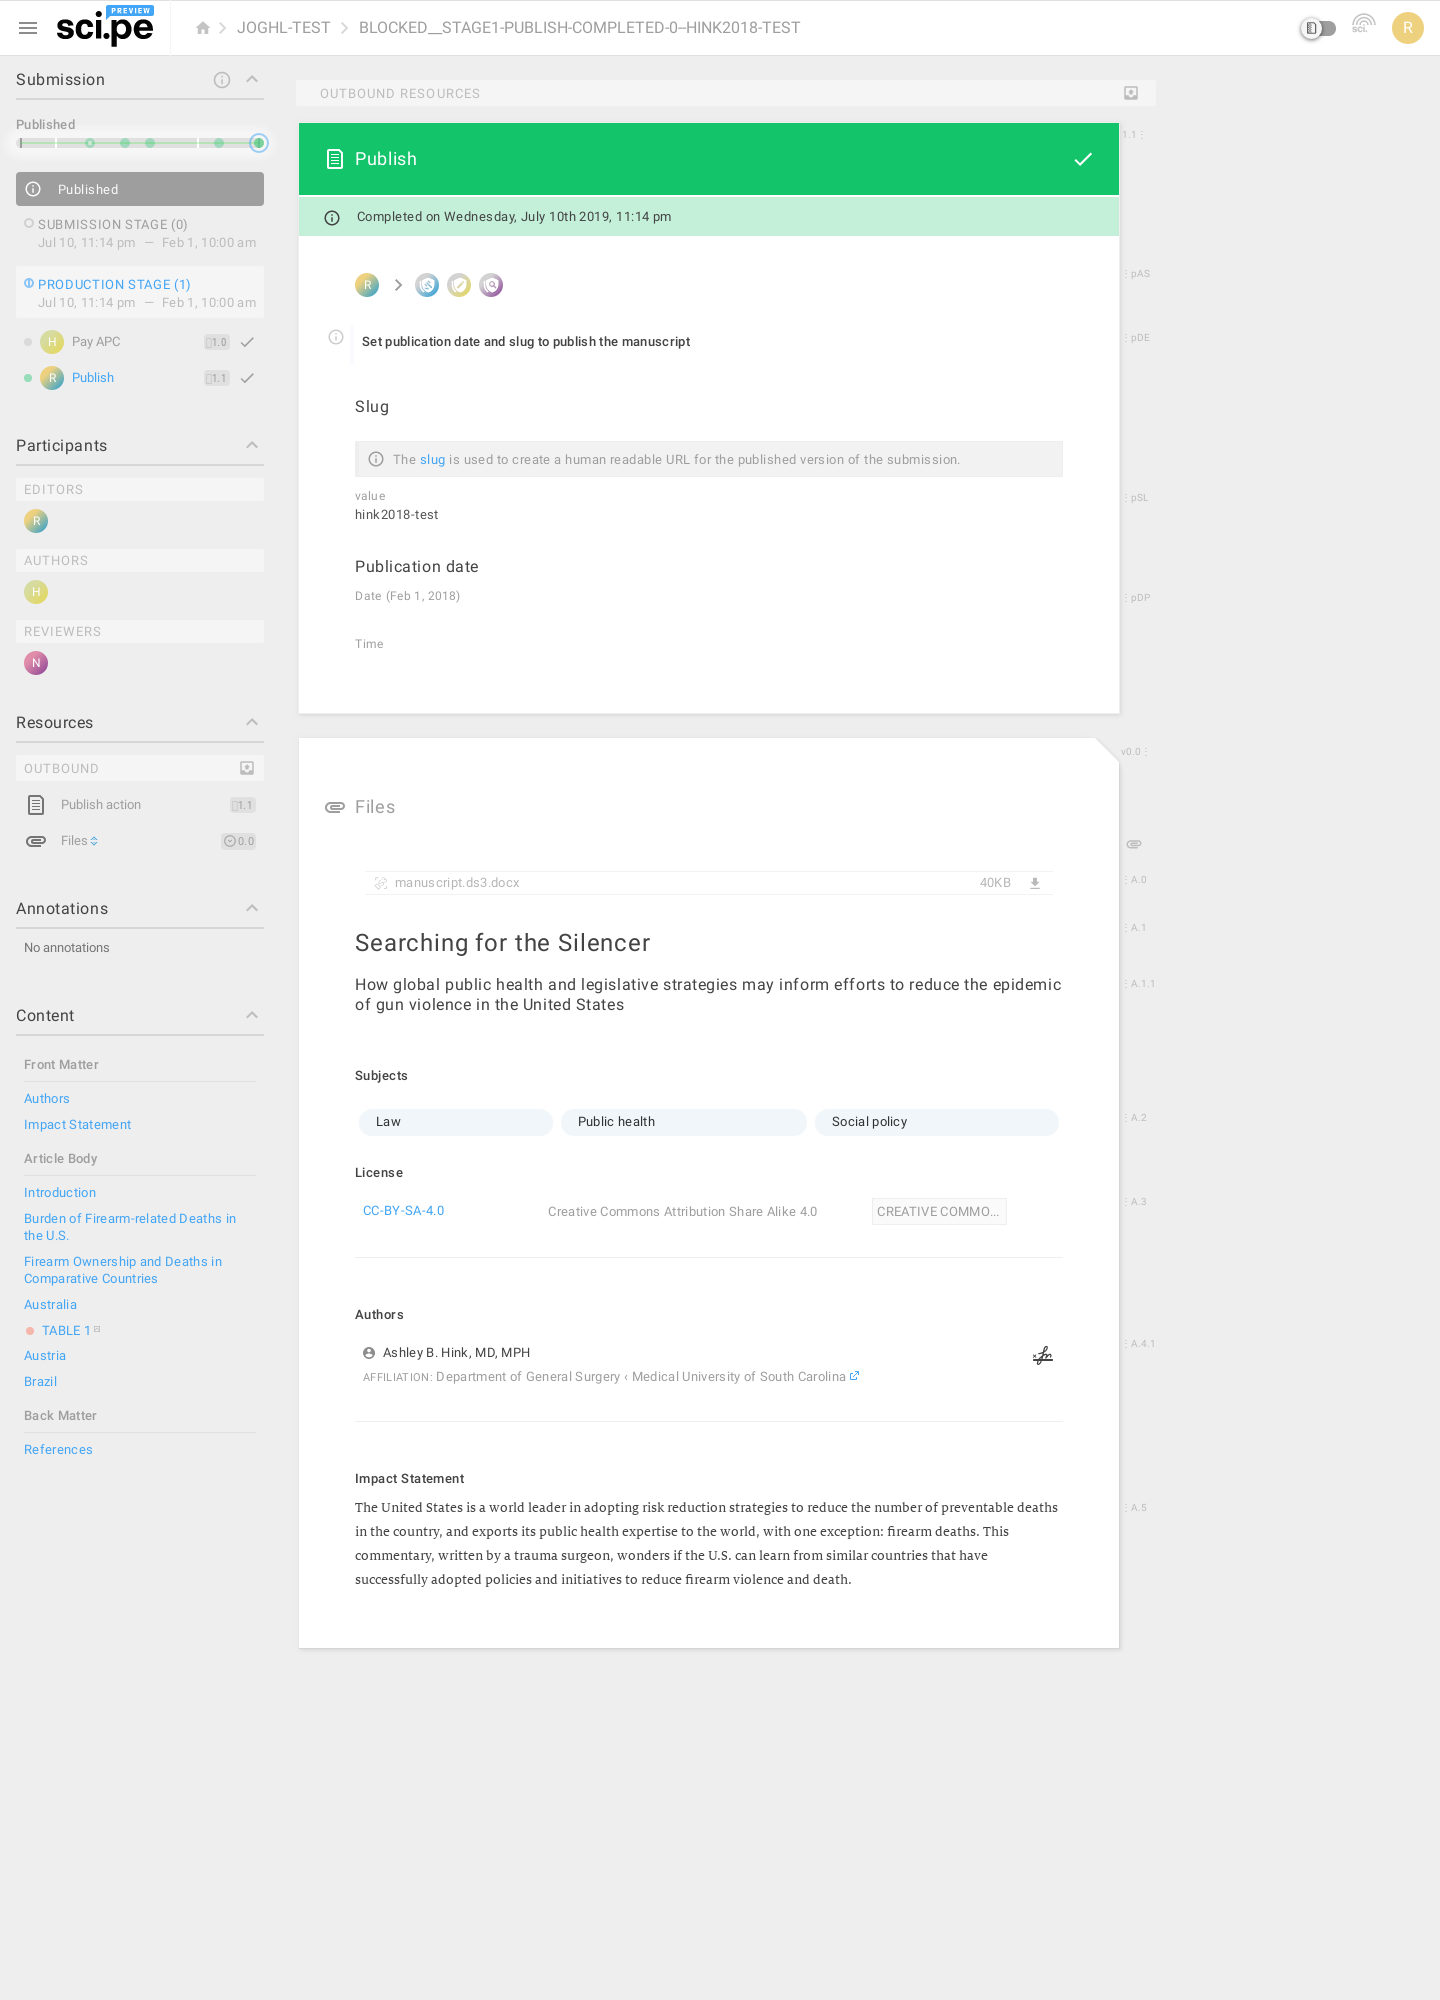 PREVIEW
sci.pe
JOGHL-TEST
BLOCKED__STAGE1-PUBLISH-COMPLETED-0--HINK2018-TEST
SCI.
R
Submission
Published
Published
SUBMISSION STAGE (0)
Jul 10, 11:14 pm — Feb 1, 10:00 am
PRODUCTION STAGE (1)
Jul 10, 11:14 pm — Feb 1, 10:00 am
H Pay APC 1.0
R Publish 1.1
Participants
EDITORS
R
AUTHORS
H
REVIEWERS
N
Resources
OUTBOUND
Publish action 1.1
Files 0.0
Annotations
No annotations
Content
Front Matter
Authors
Impact Statement
Article Body
Introduction
Burden of Firearm-related Deaths in
the U.S.
Firearm Ownership and Deaths in
Comparative Countries
Australia
TABLE 1
Austria
Brazil
Back Matter
References
OUTBOUND RESOURCES
1.1
Publish
Completed on Wednesday, July 10th 2019, 11:14 pm
pAS
R
Set publication date and slug to publish the manuscript
pDE
Slug
The slug is used to create a human readable URL for the published version of the submission.
value
pSL
hink2018-test
Publication date
Date (Feb 1, 2018)
pDP
Time
v0.0
Files
manuscript.ds3.docx 40KB
A.0
Searching for the Silencer
A.1
How global public health and legislative strategies may inform efforts to reduce the epidemic
of gun violence in the United States
A.1.1
Subjects
Law Public health Social policy
A.2
License
CC-BY-SA-4.0 Creative Commons Attribution Share Alike 4.0 CREATIVE COMMO...
A.3
Authors
Ashley B. Hink, MD, MPH
A.4.1
AFFILIATION: Department of General Surgery ‹ Medical University of South Carolina
Impact Statement
The United States is a world leader in adopting risk reduction strategies to reduce the number of preventable deaths
A.5
in the country, and exports its public health expertise to the world, with one exception: firearm deaths. This
commentary, written by a trauma surgeon, wonders if the U.S. can learn from similar countries that have
successfully adopted policies and initiatives to reduce firearm violence and death.